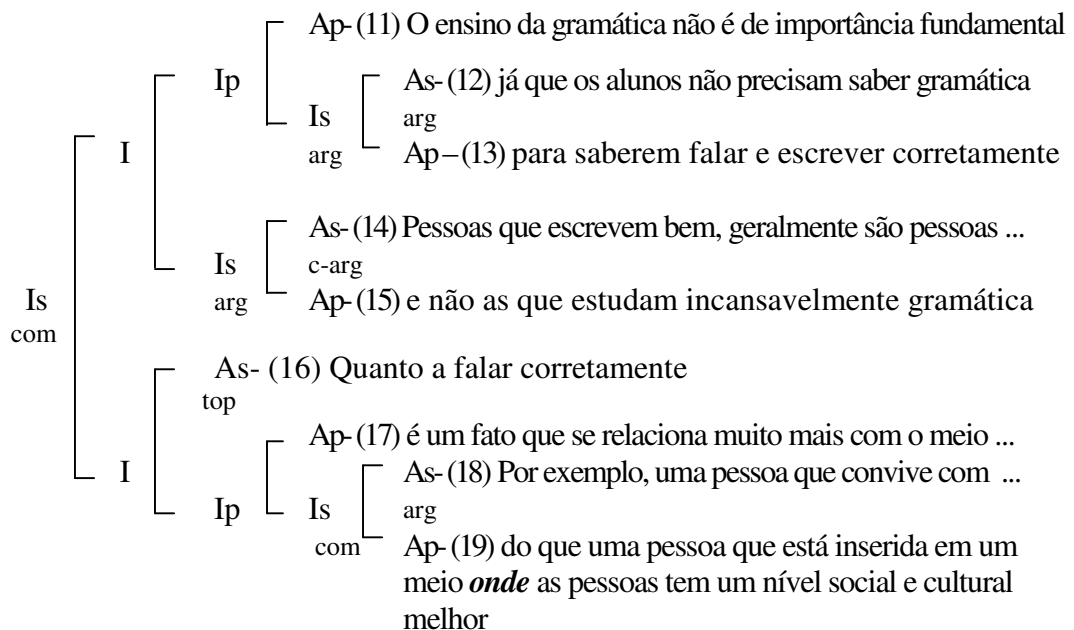 Ap- (11) O ensino da gramática não é de importância fundamental
Ip
As- (12) já que os alunos não precisam saber gramática
Is
arg
arg
I
Ap – (13) para saberem falar e escrever corretamente
As- (14) Pessoas que escrevem bem, geralmente são pessoas ...
Is
c-arg
arg
Ap- (15) e não as que estudam incansavelmente gramática
Is
com
As- (16) Quanto a falar corretamente
top
Ap- (17) é um fato que se relaciona muito mais com o meio ...
I
As- (18) Por exemplo, uma pessoa que convive com ...
Ip
Is
arg
com
Ap- (19) do que uma pessoa que está inserida em um
meio onde as pessoas tem um nível social e cultural
melhor